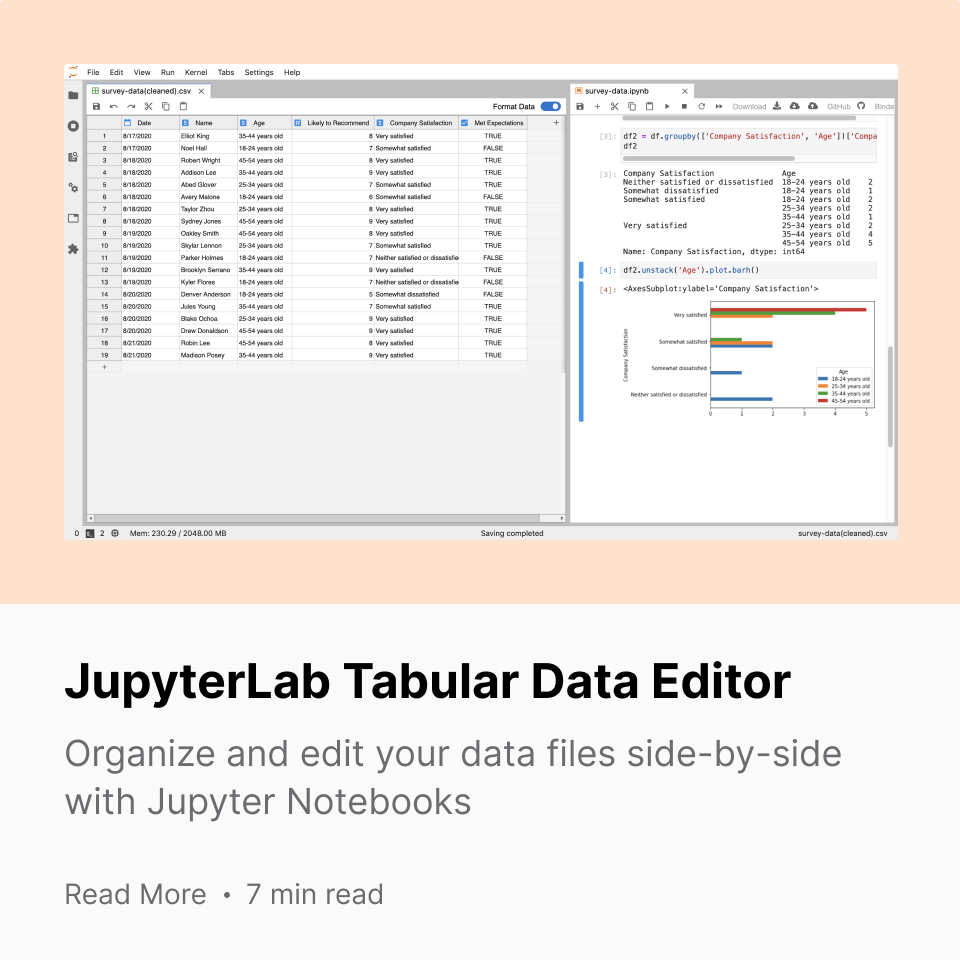 File Edit View Run Kernel Tabs Settings Help
survey-data(cleaned).csv
Format Data
Date Name Age Likely to Recommend Company Satisfaction Met Expectations
1 8/17/2020 Elliot King 35-44 years old 8 Very satisfied TRUE
2 8/17/2020 Noel Hall 18-24 years old 7 Somewhat satisfied FALSE
3 8/18/2020 Robert Wright 45-54 years old 8 Very satisfied TRUE
4 8/18/2020 Addison Lee 35-44 years old 9 Very satisfied TRUE
5 8/18/2020 Abed Glover 25-34 years old 7 Somewhat satisfied TRUE
6 8/18/2020 Avery Malone 18-24 years old 6 Somewhat satisfied FALSE
7 8/18/2020 Taylor Zhou 25-34 years old 8 Very satisfied TRUE
8 8/18/2020 Sydney Jones 45-54 years old 9 Very satisfied TRUE
9 8/19/2020 Oakley Smith 45-54 years old 8 Very satisfied TRUE
10 8/19/2020 Skylar Lennon 25-34 years old 7 Somewhat satisfied TRUE
11 8/19/2020 Parker Holmes 18-24 years old 7 Neither satisfied or dissatisfie FALSE
12 8/19/2020 Brooklyn Serrano 35-44 years old 9 Very satisfied TRUE
13 8/19/2020 Kyler Flores 18-24 years old 7 Neither satisfied or dissatisfie FALSE
14 8/20/2020 Denver Anderson 18-24 years old 5 Somewhat dissatisfied FALSE
15 8/20/2020 Jules Young 35-44 years old 7 Somewhat satisfied TRUE
16 8/20/2020 Blake Ochoa 25-34 years old 9 Very satisfied TRUE
17 8/20/2020 Drew Donaldson 45-54 years old 9 Very satisfied TRUE
18 8/21/2020 Robin Lee 45-54 years old 8 Very satisfied TRUE
19 8/21/2020 Madison Posey 35-44 years old 9 Very satisfied TRUE
survey-data.ipynb
Download GitHub Binde
[3]: df2 = df.groupby(['Company Satisfaction', 'Age'])['Compa
df2
[3]: Company Satisfaction Age
Neither satisfied or dissatisfied 18-24 years old 2
Somewhat dissatisfied 18-24 years old 1
Somewhat satisfied 18-24 years old 2
25-34 years old 2
35-44 years old 1
Very satisfied 25-34 years old 2
35-44 years old 4
45-54 years old 5
Name: Company Satisfaction, dtype: int64
[4]: df2.unstack('Age').plot.barh()
[4]: <AxesSubplot:ylabel='Company Satisfaction'>
Company Satisfaction
Very satisfied
Somewhat satisfied
Somewhat dissatisfied
Neither satisfied or dissatisfied
Age
18-24 years old
25-34 years old
35-44 years old
45-54 years old
0 1 2 3 4 5
0 2 Mem: 230.29 / 2048.00 MB Saving completed survey-data(cleaned).csv
JupyterLab Tabular Data Editor
Organize and edit your data files side-by-side
with Jupyter Notebooks
Read More • 7 min read